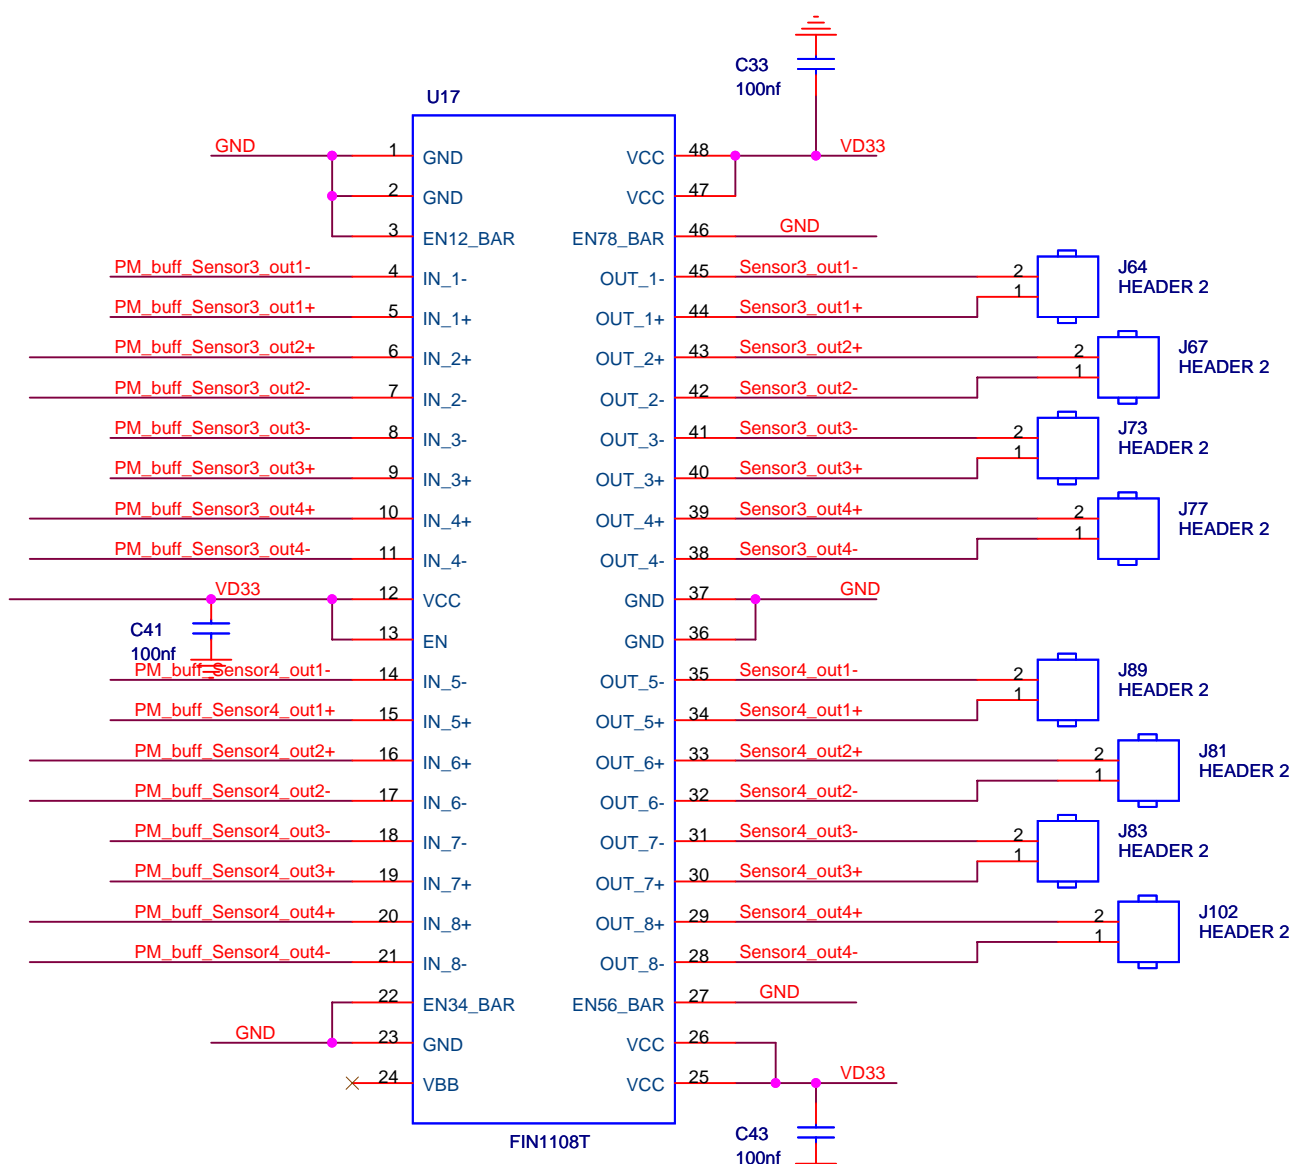 C33
100nf
U17
GND 1 GND VCC 48 VD33
2 GND VCC 47
3 EN12_BAR EN78_BAR 46 GND
PM_buff_Sensor3_out1- 4 IN_1- OUT_1- 45 Sensor3_out1- 2 J64
PM_buff_Sensor3_out1+ 5 IN_1+ OUT_1+ 44 Sensor3_out1+ 1 HEADER 2
PM_buff_Sensor3_out2+ 6 IN_2+ OUT_2+ 43 Sensor3_out2+ 2 J67
PM_buff_Sensor3_out2- 7 IN_2- OUT_2- 42 Sensor3_out2- 1 HEADER 2
PM_buff_Sensor3_out3- 8 IN_3- OUT_3- 41 Sensor3_out3- 2 J73
PM_buff_Sensor3_out3+ 9 IN_3+ OUT_3+ 40 Sensor3_out3+ 1 HEADER 2
PM_buff_Sensor3_out4+ 10 IN_4+ OUT_4+ 39 Sensor3_out4+ 2 J77
PM_buff_Sensor3_out4- 11 IN_4- OUT_4- 38 Sensor3_out4- 1 HEADER 2
VD33 12 VCC GND 37 GND
C41 13 EN GND 36
100nf
PM_buff_Sensor4_out1- 14 IN_5- OUT_5- 35 Sensor4_out1- 2 J89
PM_buff_Sensor4_out1+ 15 IN_5+ OUT_5+ 34 Sensor4_out1+ 1 HEADER 2
PM_buff_Sensor4_out2+ 16 IN_6+ OUT_6+ 33 Sensor4_out2+ 2 J81
PM_buff_Sensor4_out2- 17 IN_6- OUT_6- 32 Sensor4_out2- 1 HEADER 2
PM_buff_Sensor4_out3- 18 IN_7- OUT_7- 31 Sensor4_out3- 2 J83
PM_buff_Sensor4_out3+ 19 IN_7+ OUT_7+ 30 Sensor4_out3+ 1 HEADER 2
PM_buff_Sensor4_out4+ 20 IN_8+ OUT_8+ 29 Sensor4_out4+ 2 J102
PM_buff_Sensor4_out4- 21 IN_8- OUT_8- 28 Sensor4_out4- 1 HEADER 2
22 EN34_BAR EN56_BAR 27 GND
GND 23 GND VCC 26
24 VBB VCC 25 VD33
FIN1108T
C43
100nf